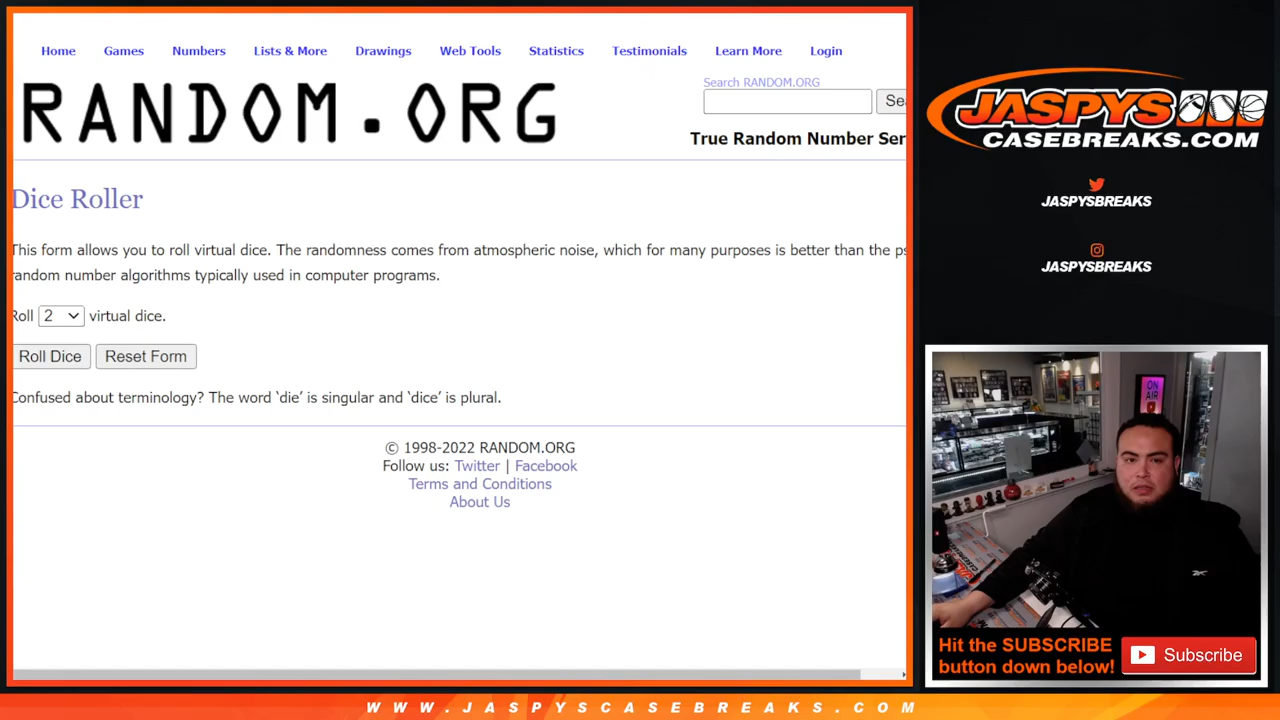 Home Games Numbers Lists & More Drawings Web Tools Statistics Testimonials Learn More Login
RANDOM.ORG
Search RANDOM.ORG
Sea
True Random Number Ser
Dice Roller
This form allows you to roll virtual dice. The randomness comes from atmospheric noise, which for many purposes is better than the ps
random number algorithms typically used in computer programs.
Roll 2 virtual dice.
Roll Dice Reset Form
Confused about terminology? The word ‘die’ is singular and ‘dice’ is plural.
© 1998-2022 RANDOM.ORG
Follow us: Twitter | Facebook
Terms and Conditions
About Us
JASPYS
CASEBREAKS.COM
JASPYSBREAKS
JASPYSBREAKS
ON
AIR
Hit the SUBSCRIBE
button down below!
Subscribe
WWW.JASPYSCASEBREAKS.COM